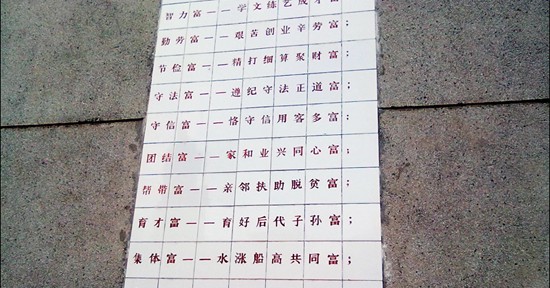 智力富——学文练艺成才富；
勤劳富——艰苦创业辛劳富；
节俭富——精打细算聚财富；
守法富——遵纪守法正道富；
守信富——恪守信用客多富；
团结富——家和业兴同心富；
帮带富——亲邻扶助脱贫富；
育才富——育好后代子孙富；
集体富——水涨船高共同富；